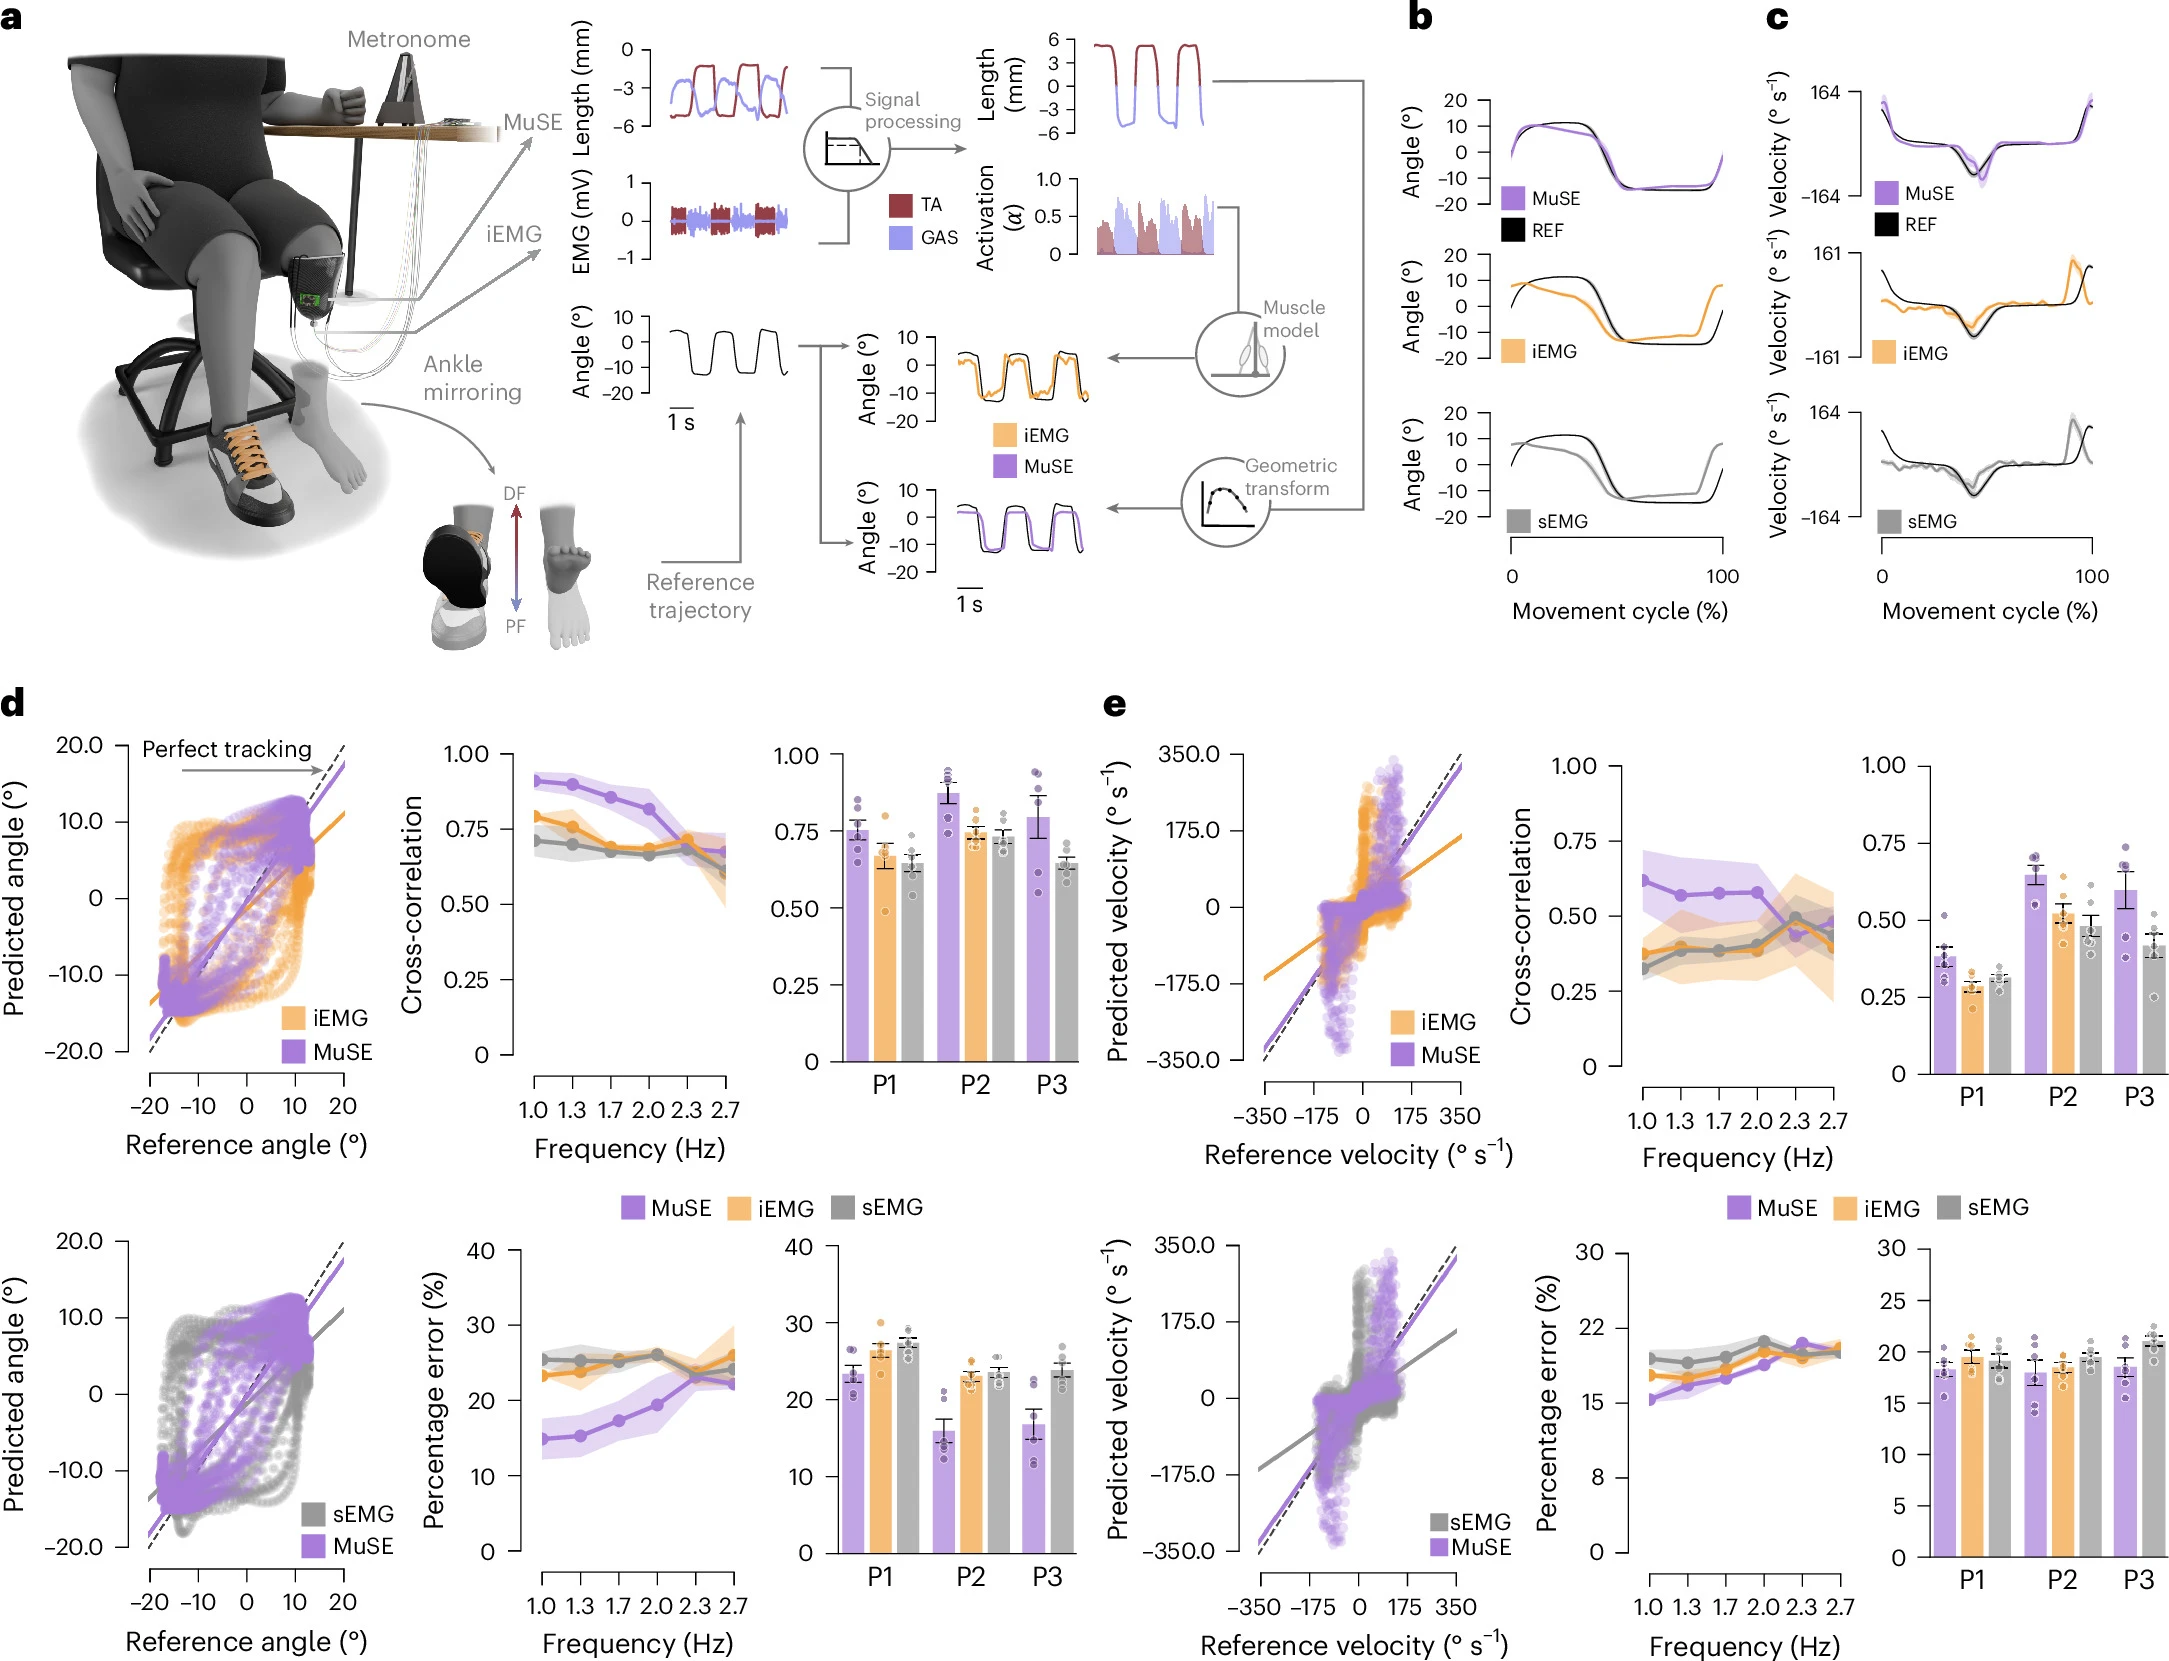 a
Metronome
MuSE
iEMG
Ankle
mirroring
DF
PF
Length (mm)
0
−3
−6
EMG (mV)
1
0
−1
Angle (°)
10
0
−10
−20
1 s
Reference
trajectory
Signal
processing
TA
GAS
Length
(mm)
6
3
0
−3
−6
Activation
(α)
1.0
0.5
0
Muscle
model
Angle (°)
10
0
−10
−20
iEMG
MuSE
Geometric
transform
Angle (°)
10
0
−10
−20
1 s
b
Angle (°)
20
10
0
−10
−20
MuSE
REF
Angle (°)
20
10
0
−10
−20
iEMG
Angle (°)
20
10
0
−10
−20
sEMG
0 100
Movement cycle (%)
c
Velocity (° s−1)
164
−164
MuSE
REF
Velocity (° s−1)
161
−161
iEMG
Velocity (° s−1)
164
−164
sEMG
0 100
Movement cycle (%)
d
Predicted angle (°)
20.0
10.0
0
−10.0
−20.0
Perfect tracking
iEMG
MuSE
−20 −10 0 10 20
Reference angle (°)
Cross-correlation
1.00
0.75
0.50
0.25
0
1.0 1.3 1.7 2.0 2.3 2.7
Frequency (Hz)
1.00
0.75
0.50
0.25
0
P1 P2 P3
MuSE iEMG sEMG
Predicted angle (°)
20.0
10.0
0
−10.0
−20.0
sEMG
MuSE
−20 −10 0 10 20
Reference angle (°)
Percentage error (%)
40
30
20
10
0
1.0 1.3 1.7 2.0 2.3 2.7
Frequency (Hz)
40
30
20
10
0
P1 P2 P3
e
Predicted velocity (° s−1)
350.0
175.0
0
−175.0
−350.0
iEMG
MuSE
−350 −175 0 175 350
Reference velocity (° s−1)
Cross-correlation
1.00
0.75
0.50
0.25
0
1.0 1.3 1.7 2.0 2.3 2.7
Frequency (Hz)
1.00
0.75
0.50
0.25
0
P1 P2 P3
MuSE iEMG sEMG
Predicted velocity (° s−1)
350.0
175.0
0
−175.0
−350.0
sEMG
MuSE
−350 −175 0 175 350
Reference velocity (° s−1)
Percentage error (%)
30
22
15
8
0
1.0 1.3 1.7 2.0 2.3 2.7
Frequency (Hz)
30
25
20
15
10
5
0
P1 P2 P3